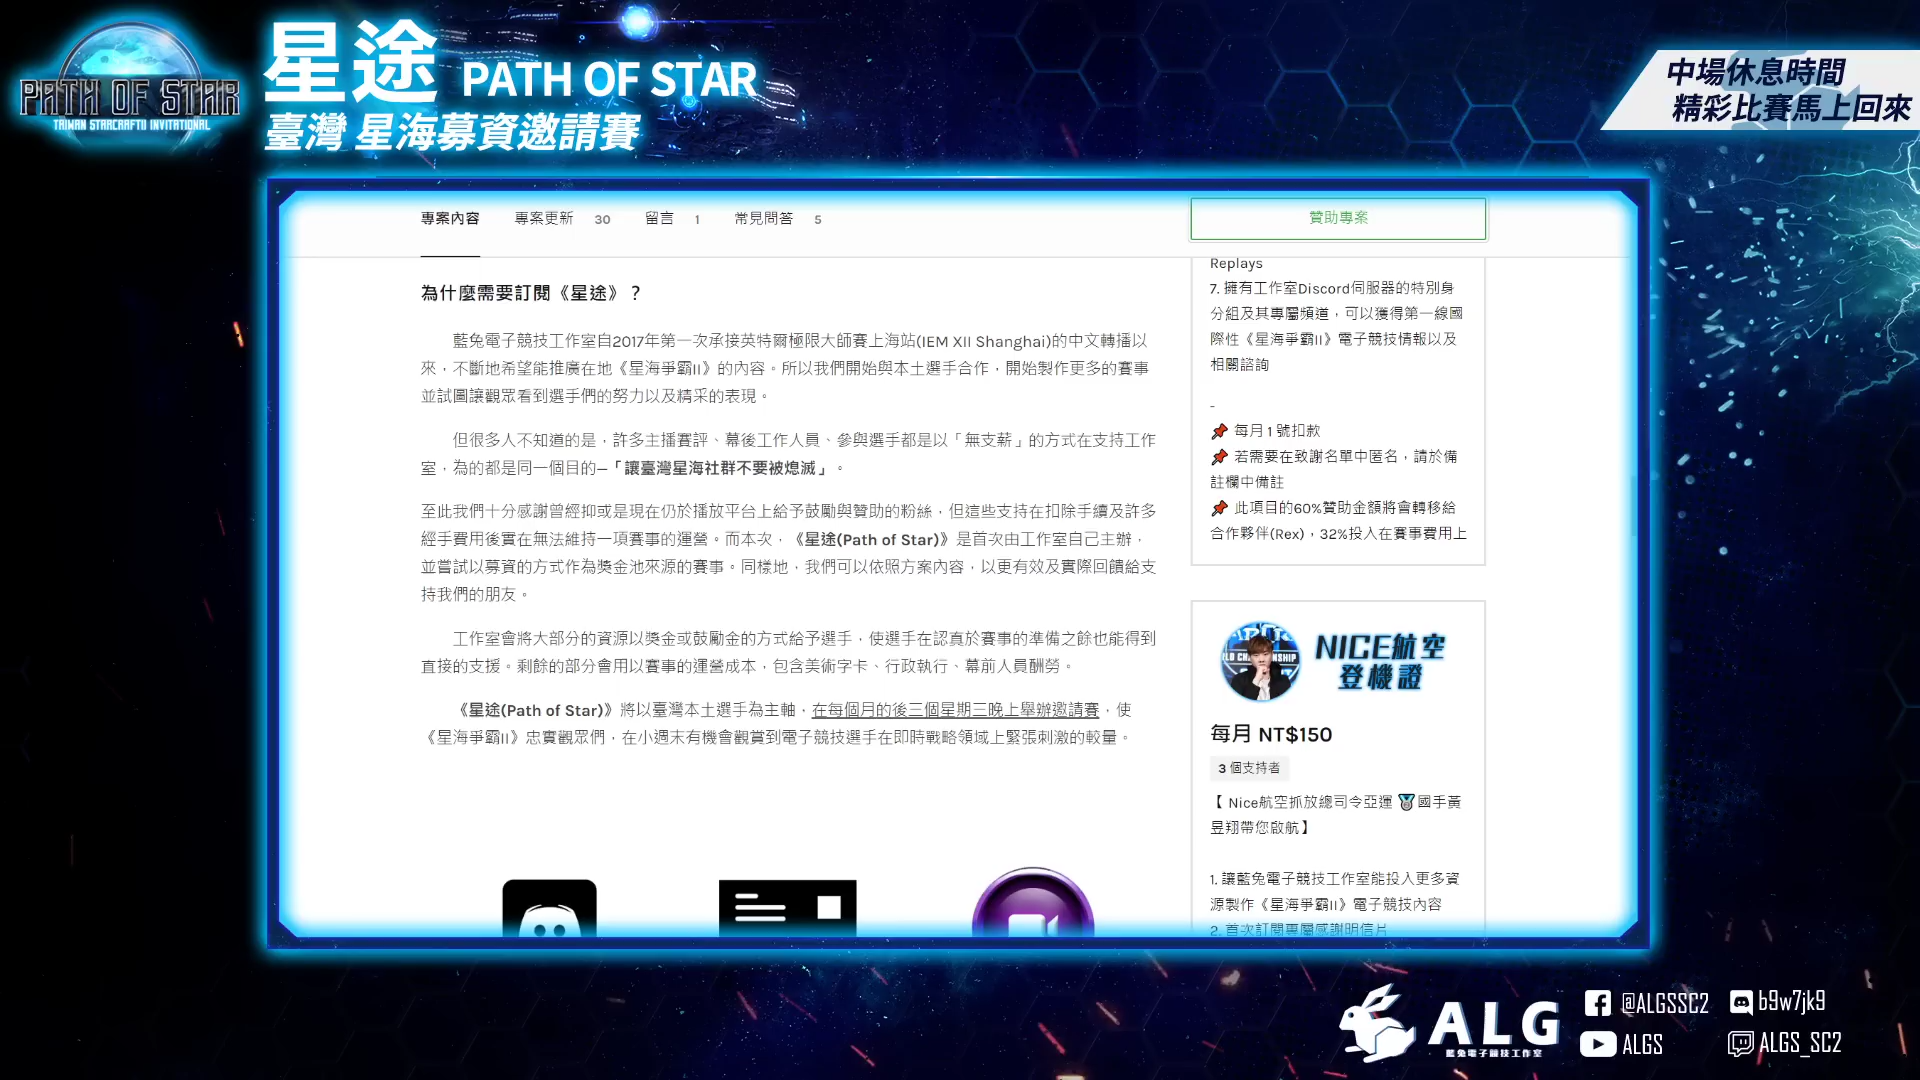 PATH OF STAR
TAIWAN STARCRAFTII INVITATIONAL
星途 PATH OF STAR
臺灣 星海募資邀請賽
中場休息時間
精彩比賽馬上回來
專案內容 專案更新 30 留言 1 常見問答 5
贊助專案
為什麼需要訂閱《星途》？
藍兔電子競技工作室自2017年第一次承接英特爾極限大師賽上海站(IEM XII Shanghai)的中文轉播以
來，不斷地希望能推廣在地《星海爭霸II》的內容。所以我們開始與本土選手合作，開始製作更多的賽事
並試圖讓觀眾看到選手們的努力以及精采的表現。
但很多人不知道的是，許多主播賽評、幕後工作人員、參與選手都是以「無支薪」的方式在支持工作
室，為的都是同一個目的—「讓臺灣星海社群不要被熄滅」。
至此我們十分感謝曾經抑或是現在仍於播放平台上給予鼓勵與贊助的粉絲，但這些支持在扣除手續及許多
經手費用後實在無法維持一項賽事的運營。而本次，《星途(Path of Star)》是首次由工作室自己主辦，
並嘗試以募資的方式作為獎金池來源的賽事。同樣地，我們可以依照方案內容，以更有效及實際回饋給支
持我們的朋友。
工作室會將大部分的資源以獎金或鼓勵金的方式給予選手，使選手在認真於賽事的準備之餘也能得到
直接的支援。剩餘的部分會用以賽事的運營成本，包含美術字卡、行政執行、幕前人員酬勞。
《星途(Path of Star)》將以臺灣本土選手為主軸，在每個月的後三個星期三晚上舉辦邀請賽，使
《星海爭霸II》忠實觀眾們，在小週末有機會觀賞到電子競技選手在即時戰略領域上緊張刺激的較量。
Replays
7. 擁有工作室Discord伺服器的特別身
分組及其專屬頻道，可以獲得第一線國
際性《星海爭霸II》電子競技情報以及
相關諮詢
-
📌 每月 1 號扣款
📌 若需要在致謝名單中匿名，請於備
註欄中備註
📌 此項目的60%贊助金額將會轉移給
合作夥伴(Rex)，32%投入在賽事費用上
NICE航空
登機證
每月 NT$150
3 個支持者
【 Nice航空抓放總司令亞運 🥈國手黃
昱翔帶您啟航】
1. 讓藍兔電子競技工作室能投入更多資
源製作《星海爭霸II》電子競技內容
2. 首次訂閱專屬感謝明信片
ALG
藍兔電子競技工作室
@ALGSSC2
b9w7jk9
ALGS
ALGS_SC2